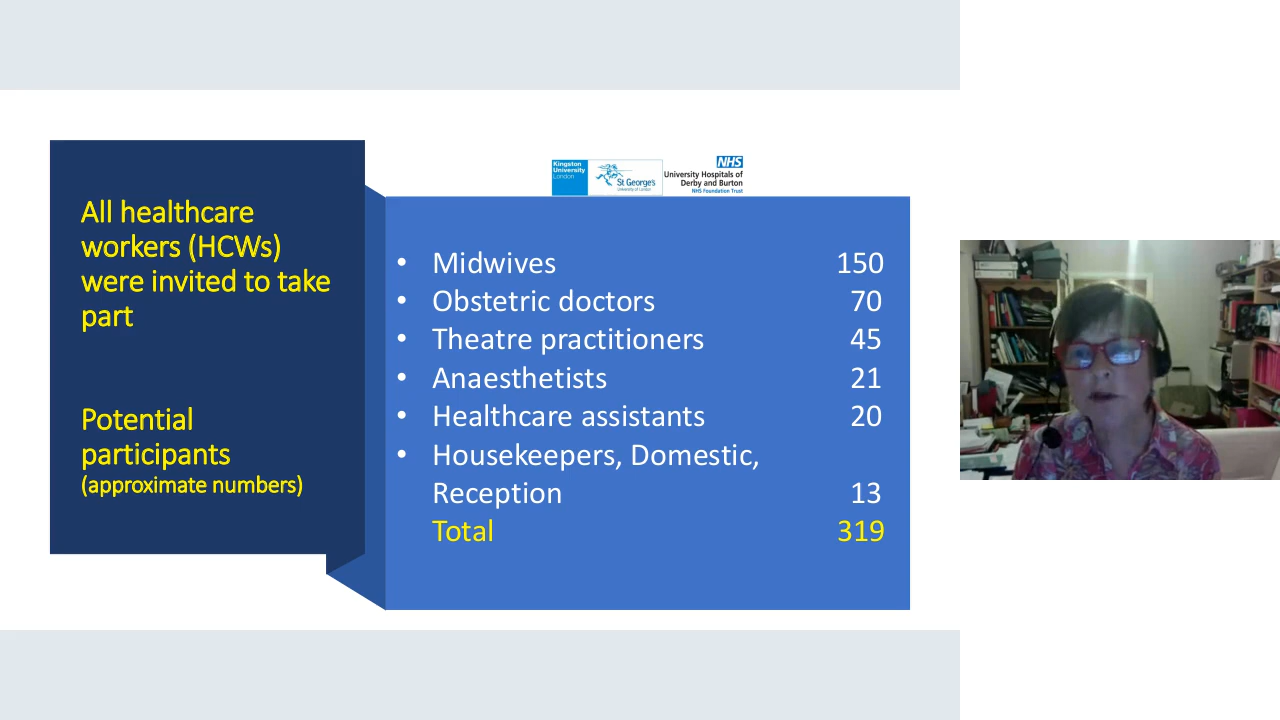 Kingston
University
London
St George's
University of London
NHS
University Hospitals of
Derby and Burton
NHS Foundation Trust
All healthcare
workers (HCWs)
were invited to take
part
Potential
participants
(approximate numbers)
• Midwives 150
• Obstetric doctors 70
• Theatre practitioners 45
• Anaesthetists 21
• Healthcare assistants 20
• Housekeepers, Domestic,
Reception 13
Total 319